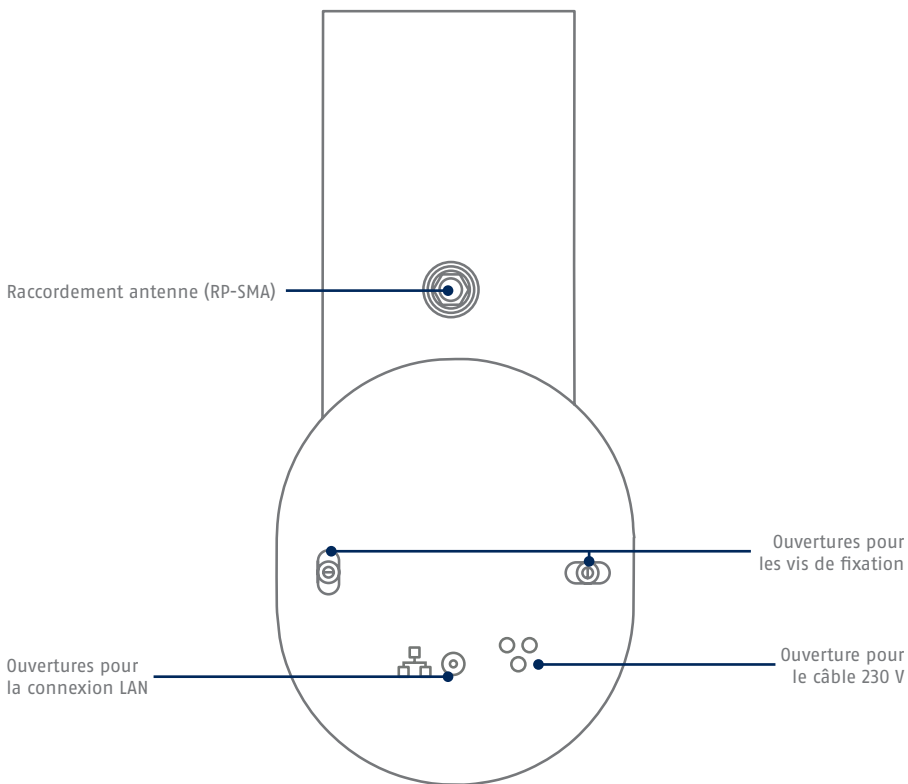 Raccordement antenne (RP-SMA)
Ouvertures pour
les vis de fixation
Ouvertures pour
la connexion LAN
Ouverture pour
le câble 230 V